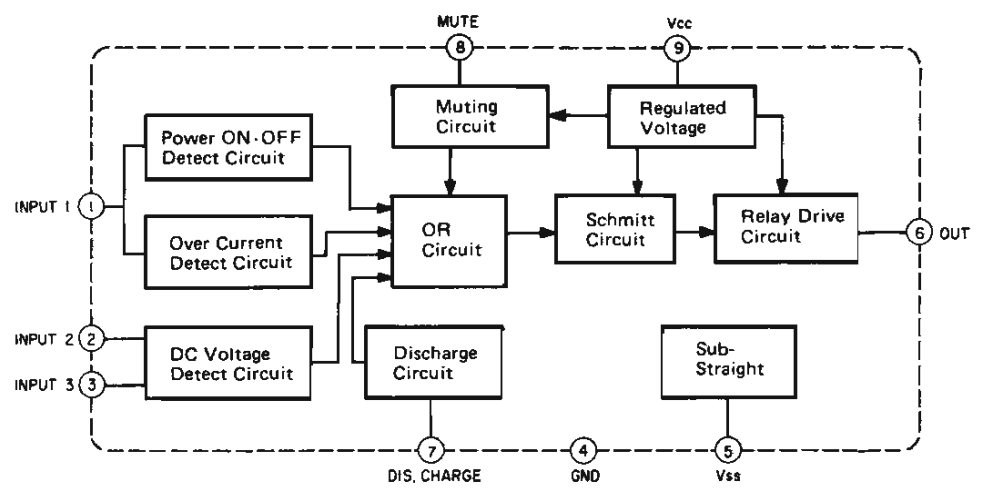 MUTE
Vcc
8
9
Muting
Circuit
Regulated
Voltage
Power ON·OFF
Detect Circuit
INPUT 1
1
OR
Circuit
Schmitt
Circuit
Relay Drive
Circuit
6
OUT
Over Current
Detect Circuit
INPUT 2
2
INPUT 3
3
DC Voltage
Detect Circuit
Discharge
Circuit
Sub-
Straight
7
4
5
DIS, CHARGE
GND
Vss